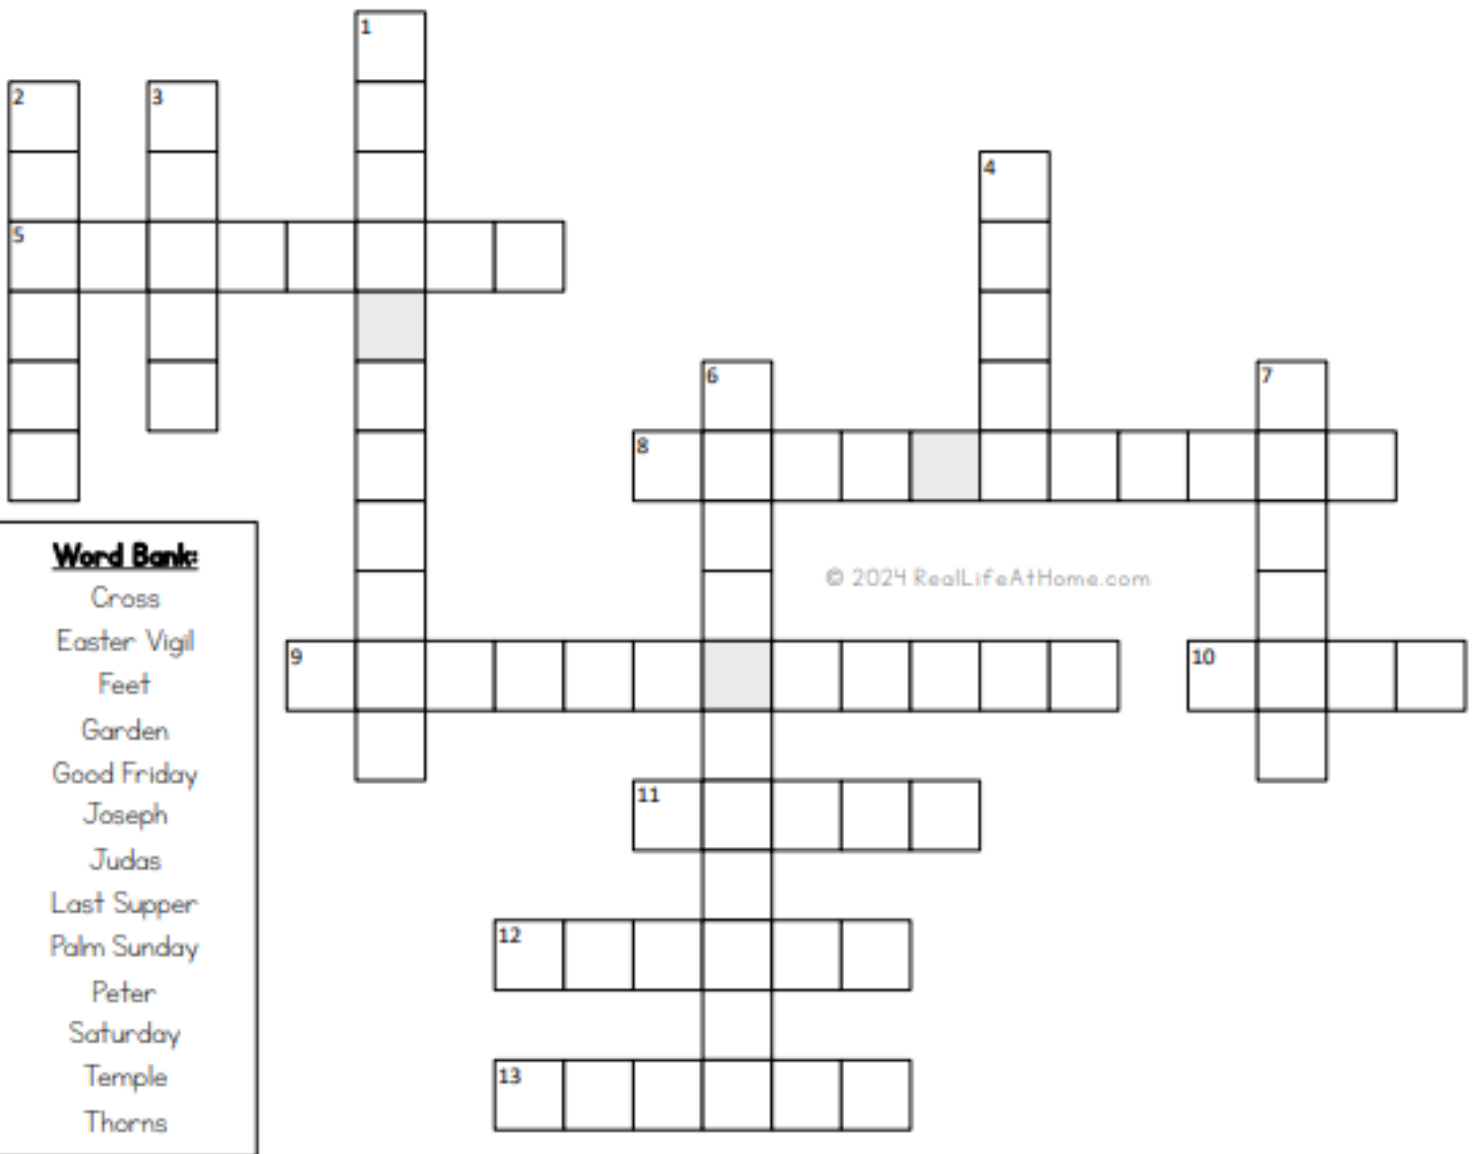 1
2 3
4
5
6 7
8
Word Bank:
Cross
© 2024 RealLifeAtHome.com
Easter Vigil
9 10
Feet
Garden
Good Friday
11
Joseph
Judas
Last Supper
12
Palm Sunday
Peter
Saturday
Temple
13
Thorns